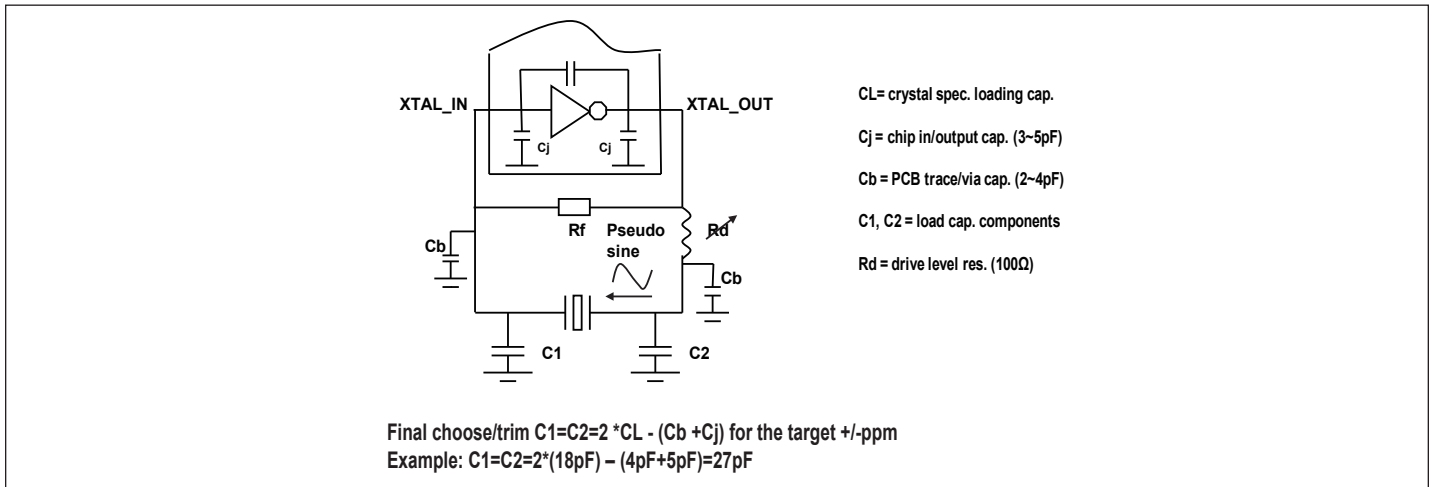 XTAL_IN
XTAL_OUT
Cj
Cj
Rf
Pseudo
sine
Rd
Cb
Cb
C1
C2
CL= crystal spec. loading cap.
Cj = chip in/output cap. (3~5pF)
Cb = PCB trace/via cap. (2~4pF)
C1, C2 = load cap. components
Rd = drive level res. (100Ω)
Final choose/trim C1=C2=2 *CL - (Cb +Cj) for the target +/-ppm
Example: C1=C2=2*(18pF) – (4pF+5pF)=27pF